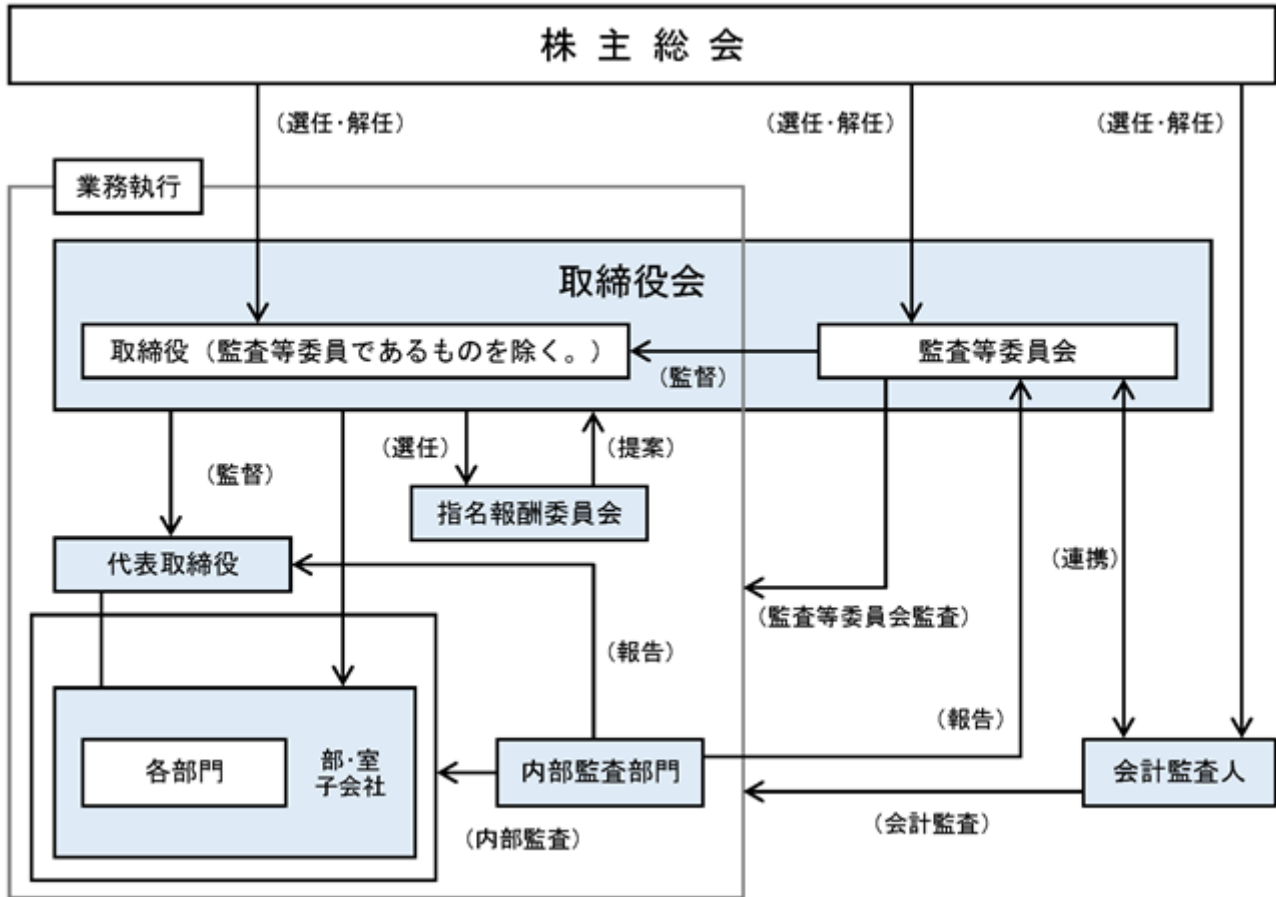 株主総会
（選任・解任）
（選任・解任）
（選任・解任）
業務執行
取締役会
取締役（監査等委員であるものを除く。）
監査等委員会
（監督）
（監督）
（選任）
（提案）
指名報酬委員会
代表取締役
（連携）
（監査等委員会監査）
（報告）
（報告）
各部門
部・室
子会社
内部監査部門
会計監査人
（内部監査）
（会計監査）